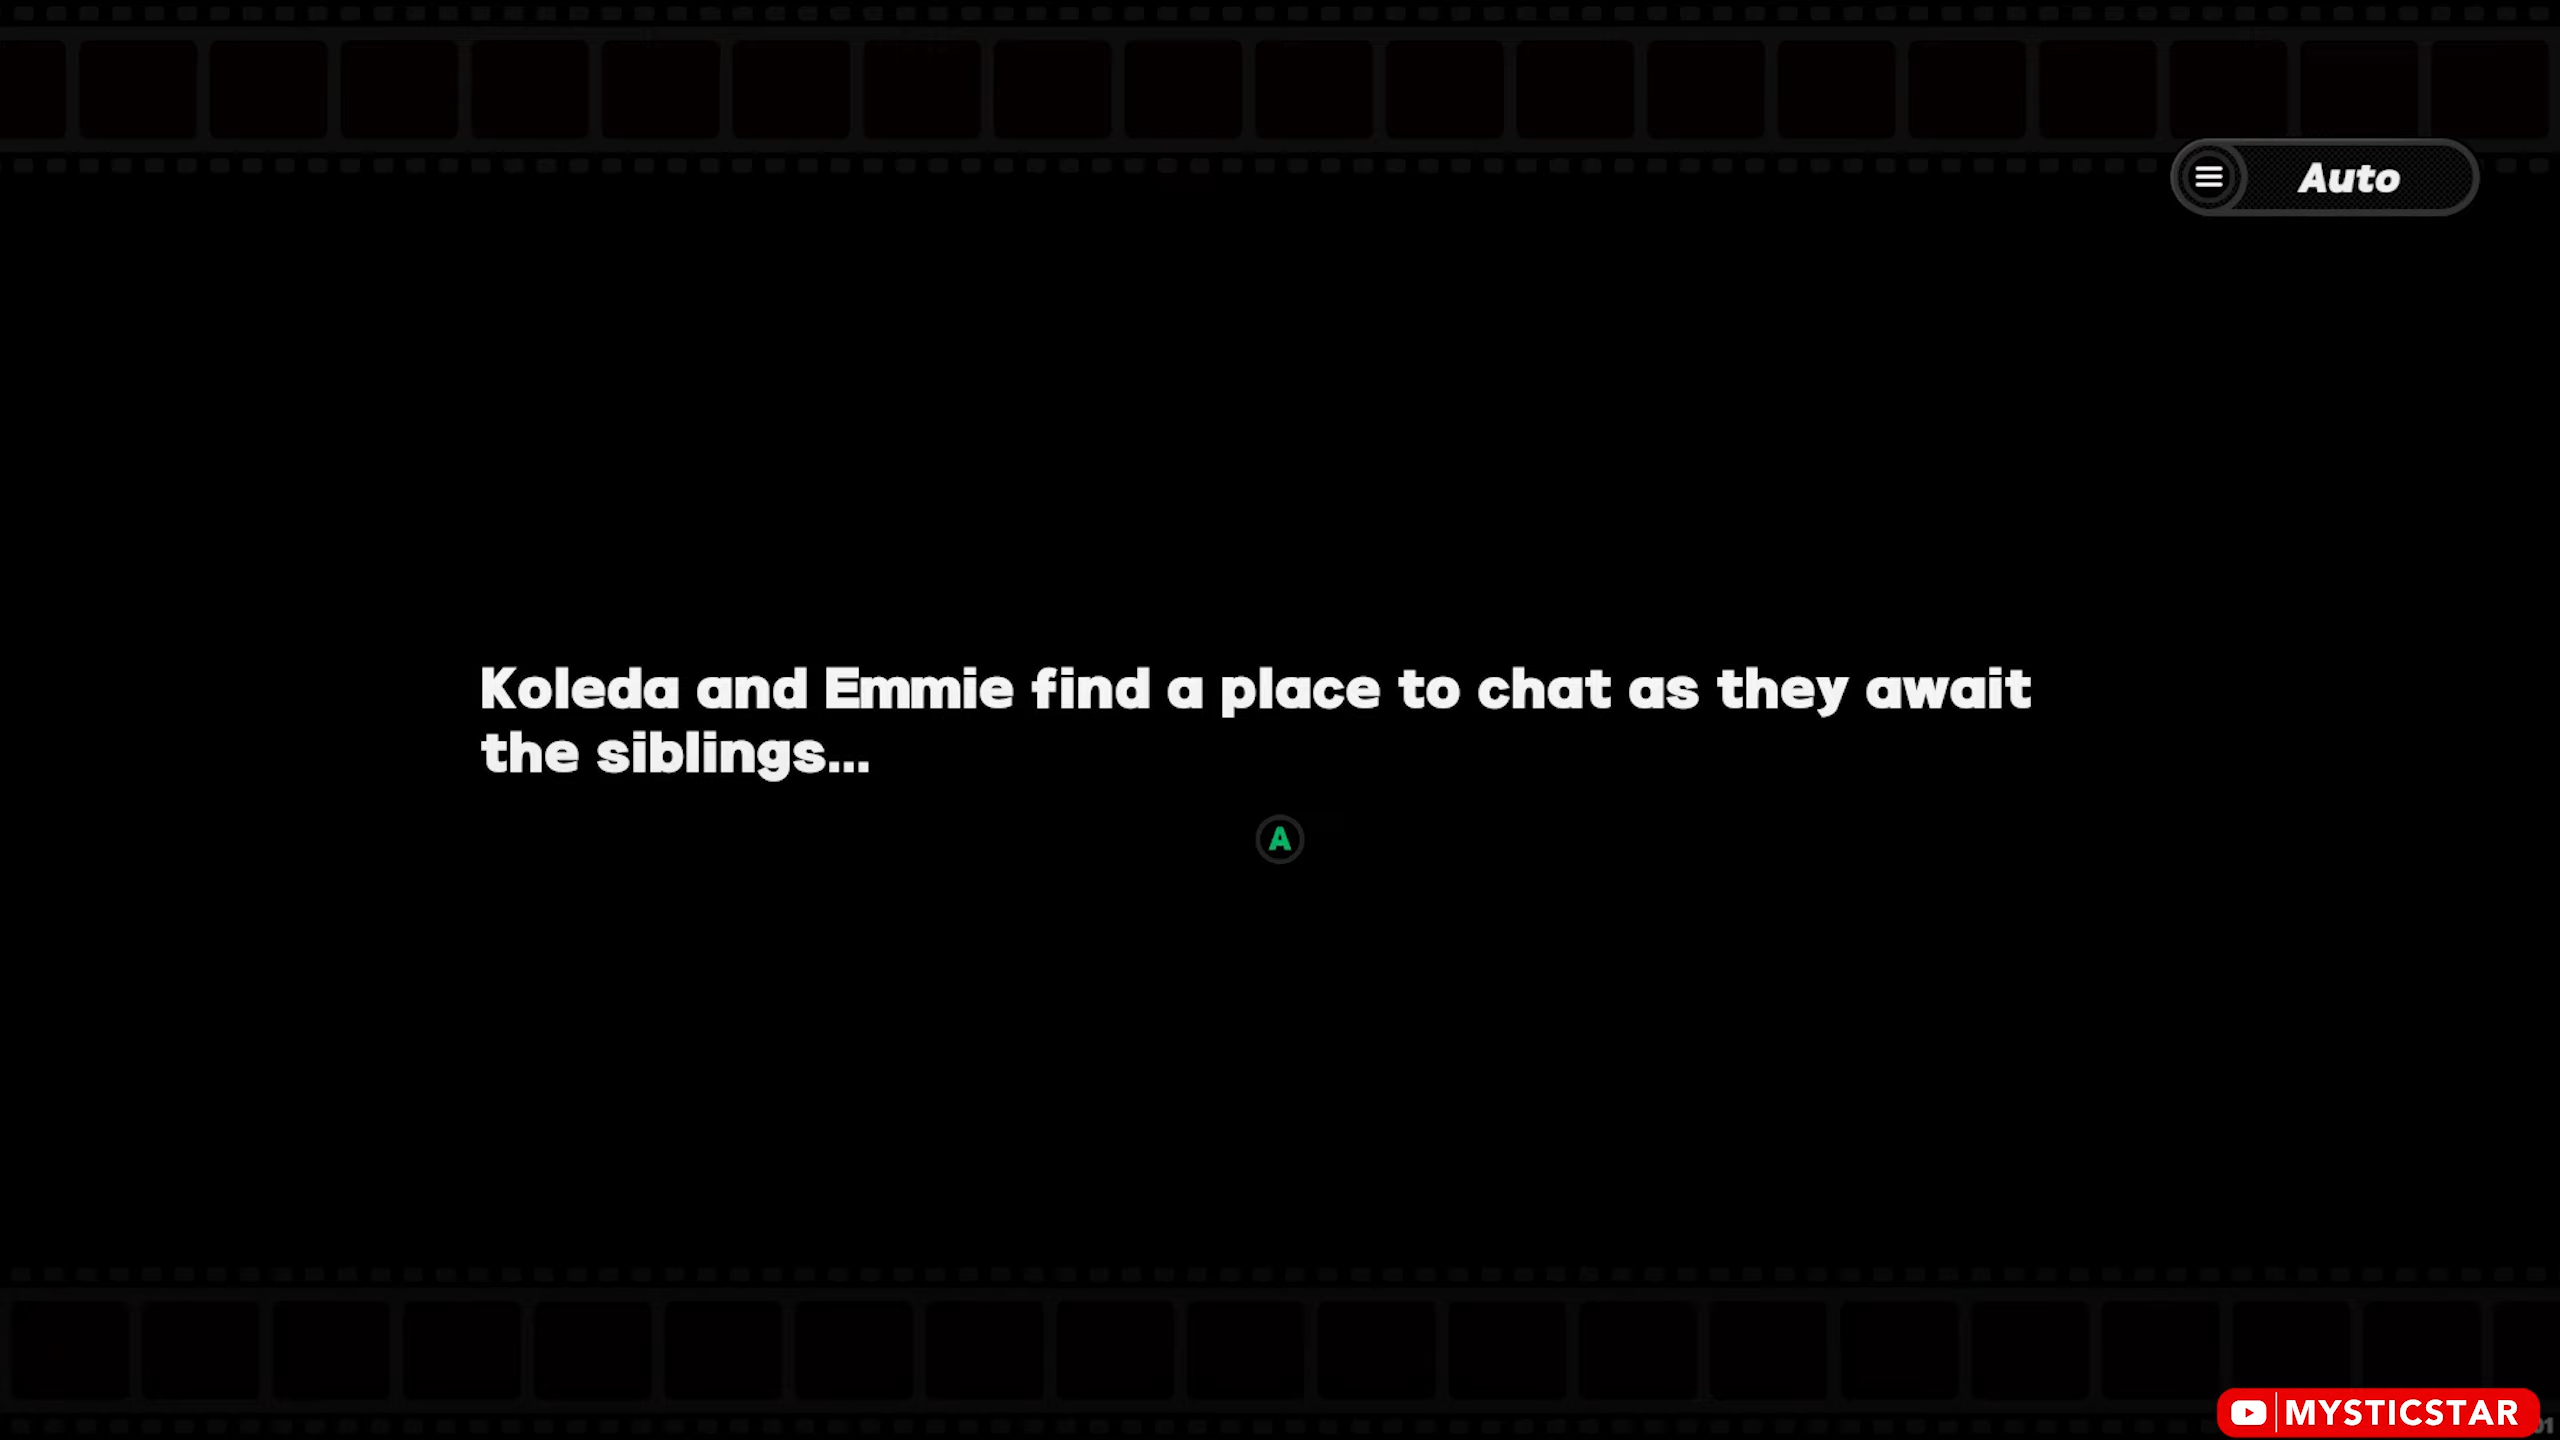 Auto
Koleda and Emmie find a place to chat as they await
the siblings...
A
MYSTICSTAR